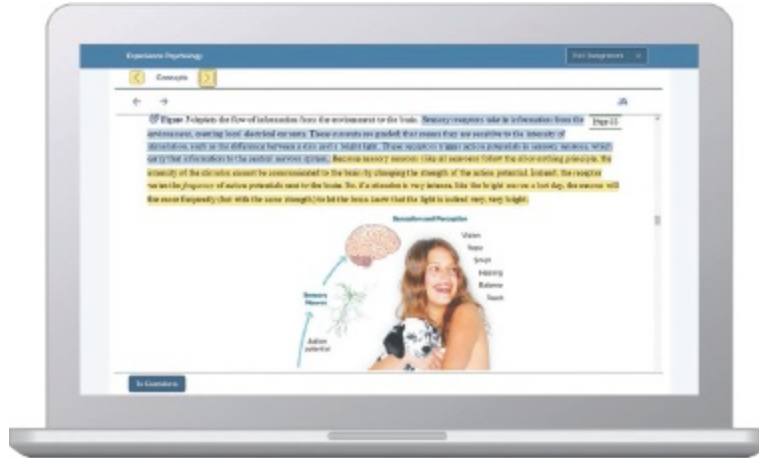 Experience Psychology
Exit Assignment
Concepts
Figure 3 depicts the flow of information from the environment to the brain. Sensory receptors take in information from the
environment, creating local electrical currents. These currents are graded; that means they are sensitive to the intensity of
stimulation, such as the difference between a dim and a bright light. These receptors trigger action potentials in sensory neurons, which
carry that information to the central nervous system. Because sensory neurons like all neurons follow the all-or-nothing principle, the
intensity of the stimulus cannot be communicated to the brain by changing the strength of the action potential. Instead, the receptor
varies the frequency of action potentials sent to the brain. So, if a stimulus is very intense, like the bright sun on a hot day, the neuron will
fire more frequently (but with the same strength) to let the brain know that the light is indeed very, very bright.
Sensation and Perception
Vision
Smell
Hearing
Balance
Touch
Sensory
Neuron
Action
potential
To Questions